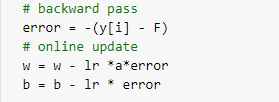 # backward pass
error = -(y[i] - F)
# online update
w = w - lr *a*error
b = b - lr * error